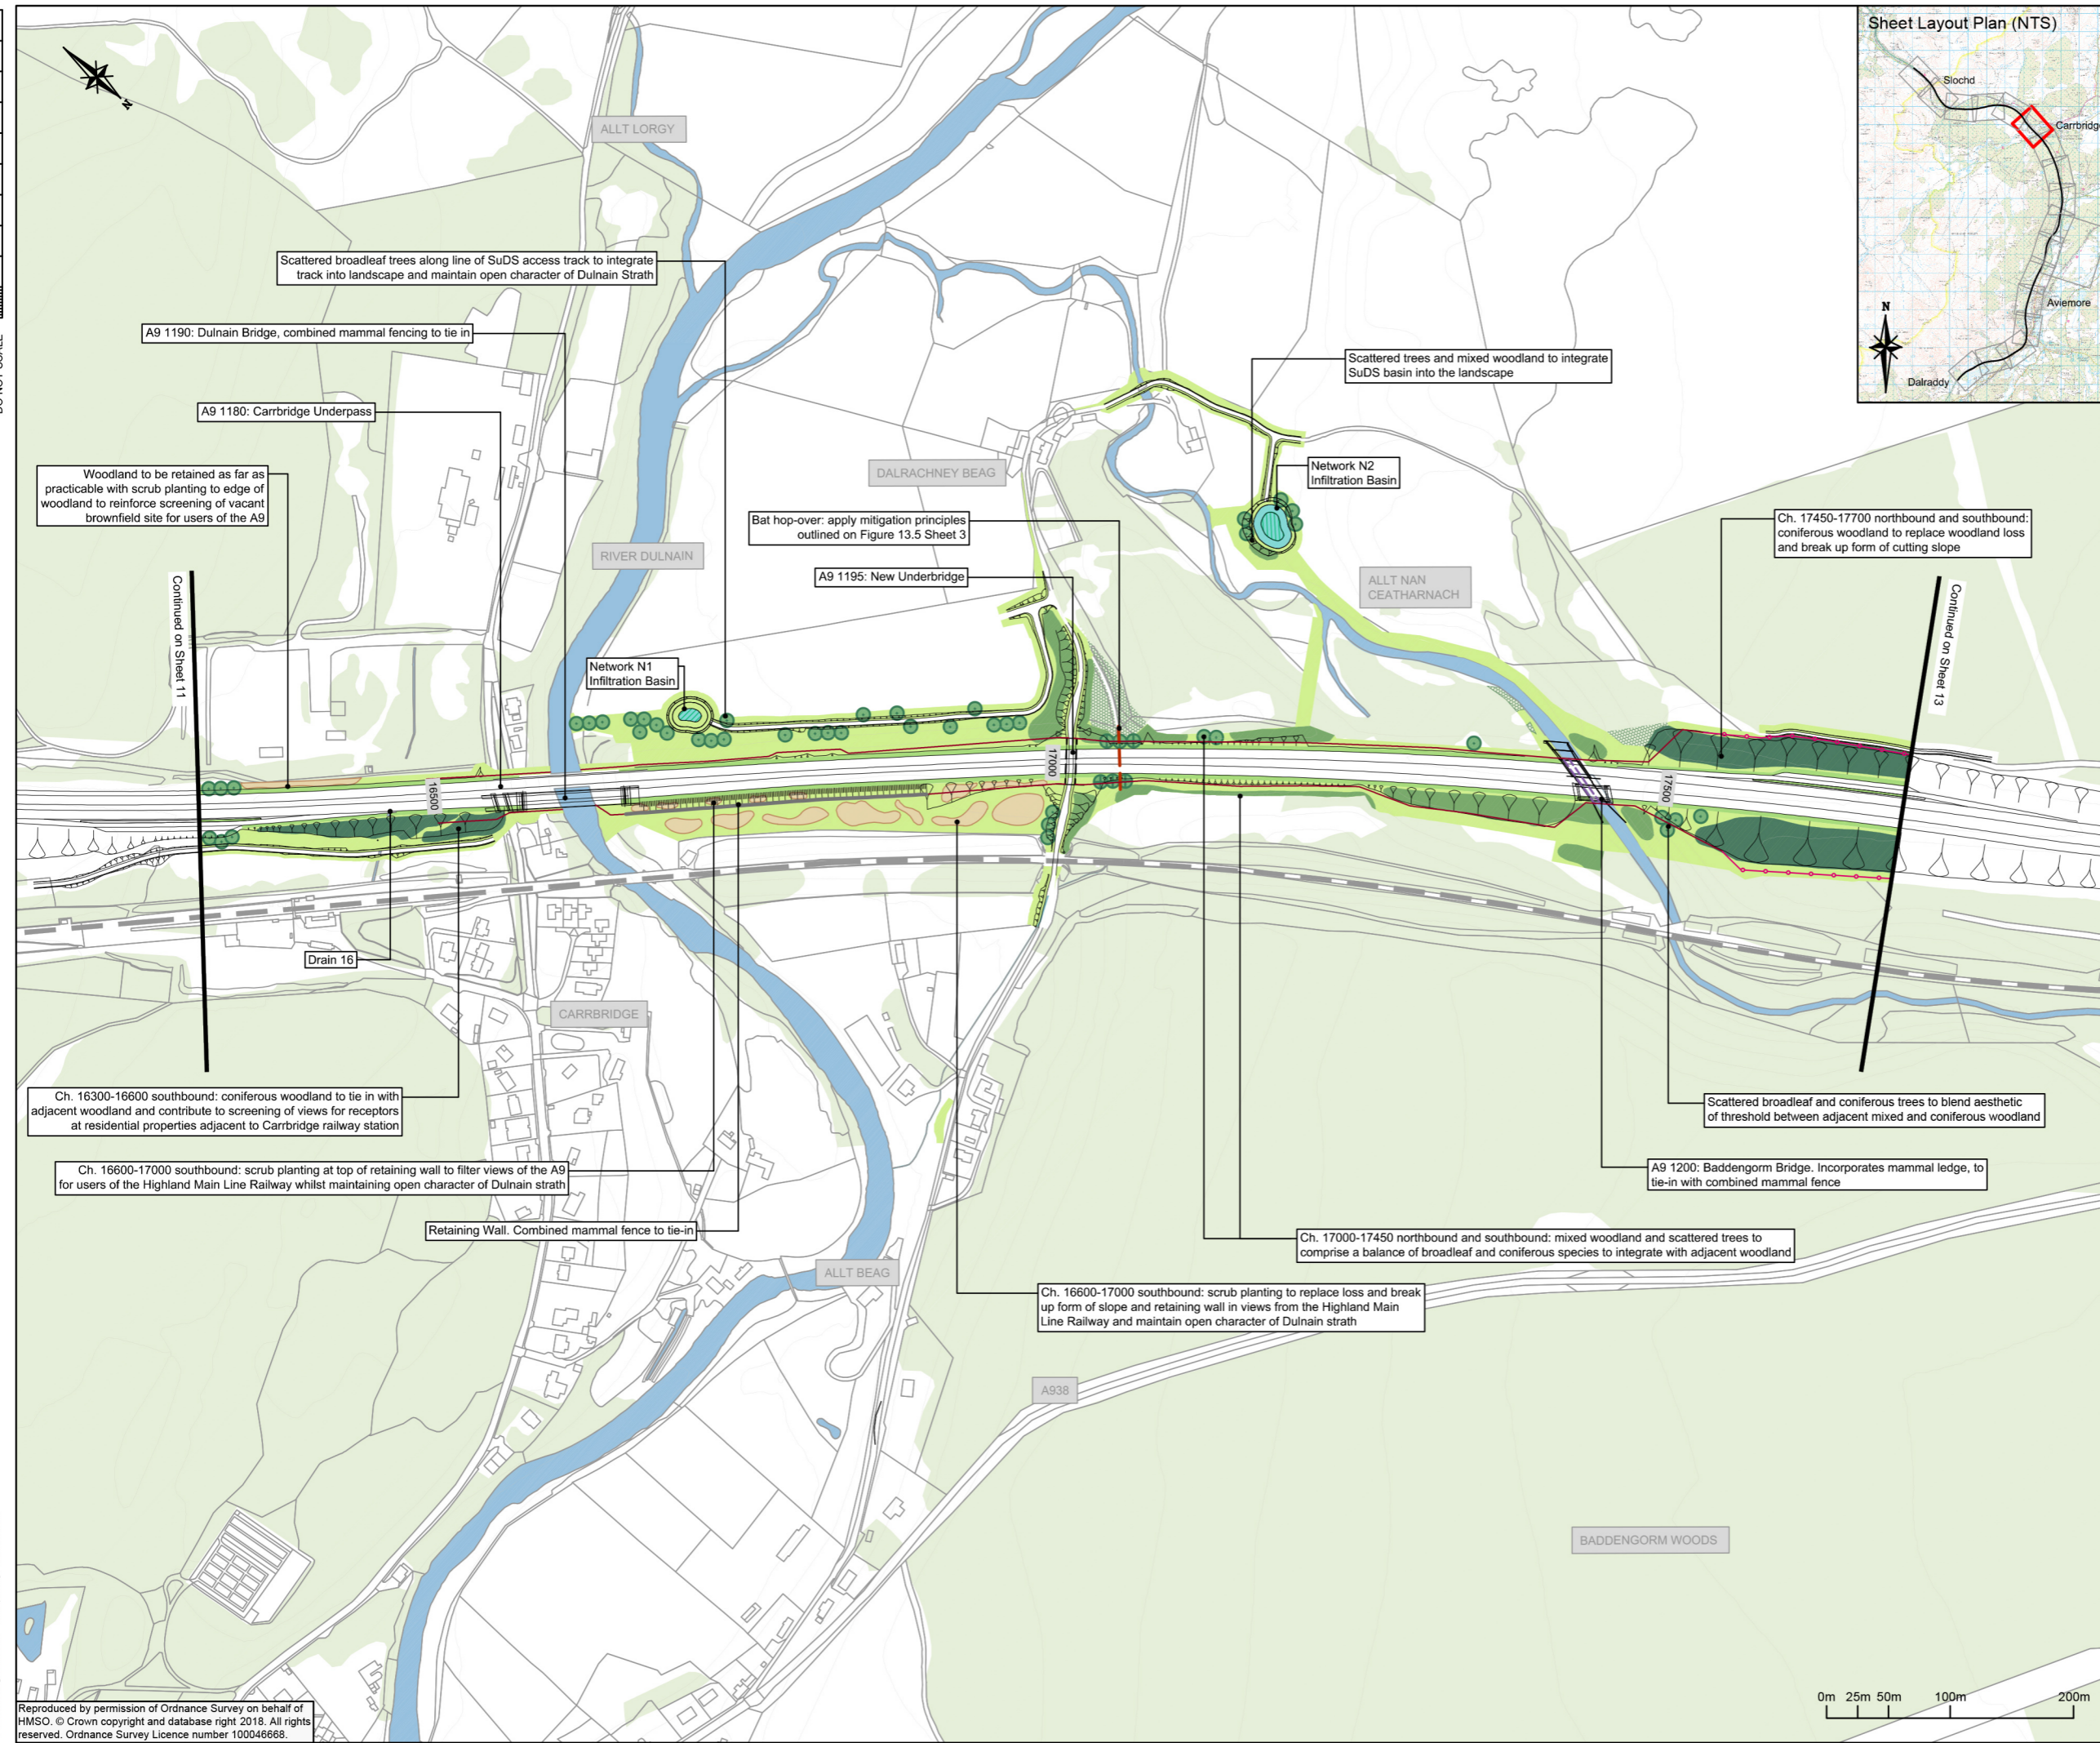 Sheet Layout Plan (NTS)
Slochd
Carrbridge
N
Aviemore
Dalraddy
N
ALLT LORGY
Scattered broadleaf trees along line of SuDS access track to integrate
track into landscape and maintain open character of Dulnain Strath
A9 1190: Dulnain Bridge, combined mammal fencing to tie in
A9 1180: Carrbridge Underpass
Woodland to be retained as far as
practicable with scrub planting to edge of
woodland to reinforce screening of vacant
brownfield site for users of the A9
Scattered trees and mixed woodland to integrate
SuDS basin into the landscape
DALRACHNEY BEAG
Network N2
Infiltration Basin
Bat hop-over: apply mitigation principles
outlined on Figure 13.5 Sheet 3
Ch. 17450-17700 northbound and southbound:
coniferous woodland to replace woodland loss
and break up form of cutting slope
RIVER DULNAIN
A9 1195: New Underbridge
ALLT NAN
CEATHARNACH
Continued on Sheet 11
Continued on Sheet 13
Network N1
Infiltration Basin
16500
17000
17500
Drain 16
CARRBRIDGE
Ch. 16300-16600 southbound: coniferous woodland to tie in with
adjacent woodland and contribute to screening of views for receptors
at residential properties adjacent to Carrbridge railway station
Scattered broadleaf and coniferous trees to blend aesthetic
of threshold between adjacent mixed and coniferous woodland
Ch. 16600-17000 southbound: scrub planting at top of retaining wall to filter views of the A9
for users of the Highland Main Line Railway whilst maintaining open character of Dulnain strath
A9 1200: Baddengorm Bridge. Incorporates mammal ledge, to
tie-in with combined mammal fence
Retaining Wall. Combined mammal fence to tie-in
Ch. 17000-17450 northbound and southbound: mixed woodland and scattered trees to
comprise a balance of broadleaf and coniferous species to integrate with adjacent woodland
ALLT BEAG
Ch. 16600-17000 southbound: scrub planting to replace loss and break
up form of slope and retaining wall in views from the Highland Main
Line Railway and maintain open character of Dulnain strath
A938
BADDENGORM WOODS
0m 25m 50m 100m 200m
Reproduced by permission of Ordnance Survey on behalf of
HMSO. © Crown copyright and database right 2018. All rights
reserved. Ordnance Survey Licence number 100046668.